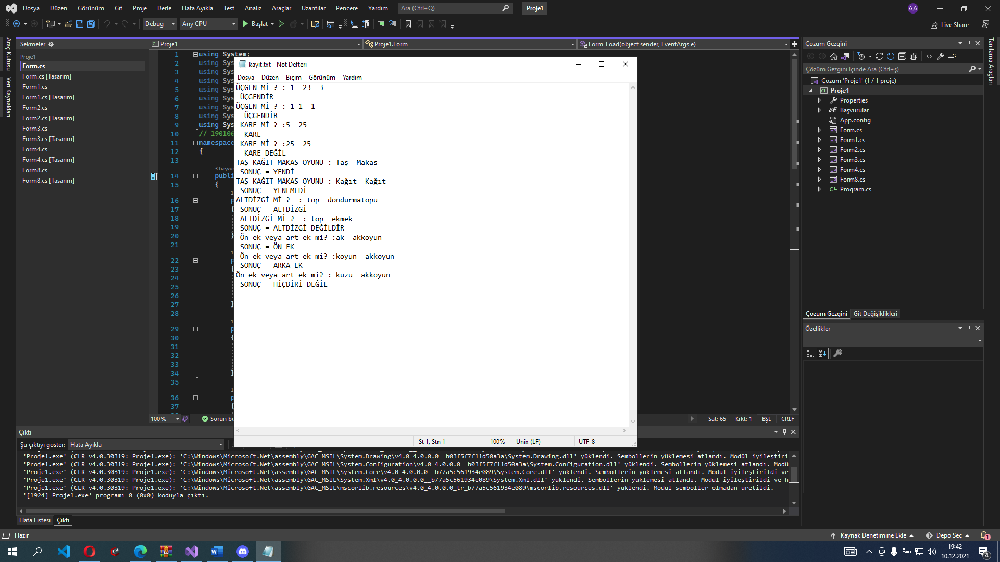 Dosya Düzen Görünüm Git Proje Derle Hata Ayıkla Test Analiz Araçlar Uzantılar Pencere Yardım Ara (Ctrl+Q) Proje1 AA
Debug Any CPU Başlat Live Share
Araç Kutusu
Veri Kaynakları
Sekmeler
Proje1
Form.cs
Form.cs [Tasarım]
Form1.cs
Form1.cs [Tasarım]
Form2.cs
Form2.cs [Tasarım]
Form3.cs
Form3.cs [Tasarım]
Form4.cs
Form4.cs [Tasarım]
Form8.cs
Form8.cs [Tasarım]
C# Proje1 Proje1.Form Form_Load(object sender, EventArgs e)
1 using System;
2 using Sys
3 using Sys
4 using Sys
5 using Sys
6 using Sys
7 using Sys
8 using Sys
9 using Sys
10 // 190106
11 namespace
12 {
13
3 başvur
14 publi
15 {
1
16 p
17 {
18
19
20 }
21
1
22 p
23 {
24
25
26
27 }
28
1
29 p
30 {
31
32
33
34 }
35
1
36 p
37 {
kayıt.txt - Not Defteri
Dosya Düzen Biçim Görünüm Yardım
ÜÇGEN Mİ ? : 1 23 3
ÜÇGENDİR
ÜÇGEN Mİ ? : 1 1 1
ÜÇGENDİR
KARE Mİ ? :5 25
KARE
KARE Mİ ? :25 25
KARE DEĞİL
TAŞ KAĞIT MAKAS OYUNU : Taş Makas
SONUÇ = YENDİ
TAŞ KAĞIT MAKAS OYUNU : Kağıt Kağıt
SONUÇ = YENEMEDİ
ALTDİZGİ Mİ ? : top dondurmatopu
SONUÇ = ALTDİZGİ
ALTDİZGİ Mİ ? : top ekmek
SONUÇ = ALTDİZGİ DEĞİLDİR
Ön ek veya art ek mi? :ak akkoyun
SONUÇ = ÖN EK
Ön ek veya art ek mi? :koyun akkoyun
SONUÇ = ARKA EK
Ön ek veya art ek mi? : kuzu akkoyun
SONUÇ = HİÇBİRİ DEĞİL
St 1, Stn 1 100% Unix (LF) UTF-8
100 % Sorun bu Sat: 65 Krkt: 1 BŞL CRLF
Çıktı
Şu çıktıyı göster: Hata Ayıkla
'Proje1.exe' (CLR v4.0.30319: Proje1.exe): 'C:\Windows\Microsoft.Net\assembly\GAC_MSIL\System.Drawing\v4.0_4.0.0.0__b03f5f7f11d50a3a\System.Drawing.dll' yüklendi. Sembollerin yüklemesi atlandı. Modül iyileştiri
'Proje1.exe' (CLR v4.0.30319: Proje1.exe): 'C:\Windows\Microsoft.Net\assembly\GAC_MSIL\System.Configuration\v4.0_4.0.0.0__b03f5f7f11d50a3a\System.Configuration.dll' yüklendi. Sembollerin yüklemesi atlandı. Modü
'Proje1.exe' (CLR v4.0.30319: Proje1.exe): 'C:\Windows\Microsoft.Net\assembly\GAC_MSIL\System.Core\v4.0_4.0.0.0__b77a5c561934e089\System.Core.dll' yüklendi. Sembollerin yüklemesi atlandı. Modül iyileştirildi ve
'Proje1.exe' (CLR v4.0.30319: Proje1.exe): 'C:\Windows\Microsoft.Net\assembly\GAC_MSIL\System.Xml\v4.0_4.0.0.0__b77a5c561934e089\System.Xml.dll' yüklendi. Sembollerin yüklemesi atlandı. Modül iyileştirildi ve h
'Proje1.exe' (CLR v4.0.30319: Proje1.exe): 'C:\Windows\Microsoft.Net\assembly\GAC_MSIL\mscorlib.resources\v4.0_4.0.0.0_tr_b77a5c561934e089\mscorlib.resources.dll' yüklendi. Modül semboller olmadan üretildi.
'[1924] Proje1.exe' programı 0 (0x0) koduyla çıktı.
Hata Listesi Çıktı
Çözüm Gezgini
Çözüm Gezgini İçinde Ara (Ctrl+ş)
Çözüm 'Proje1' (1 / 1 proje)
C# Proje1
Properties
Başvurular
App.config
Form.cs
Form1.cs
Form2.cs
Form3.cs
Form4.cs
Form8.cs
C# Program.cs
Çözüm Gezgini Git Değişiklikleri
Özellikler
Tanılama Araçları
Hazır Kaynak Denetimine Ekle Depo Seç 1
19:42
10.12.2021
4